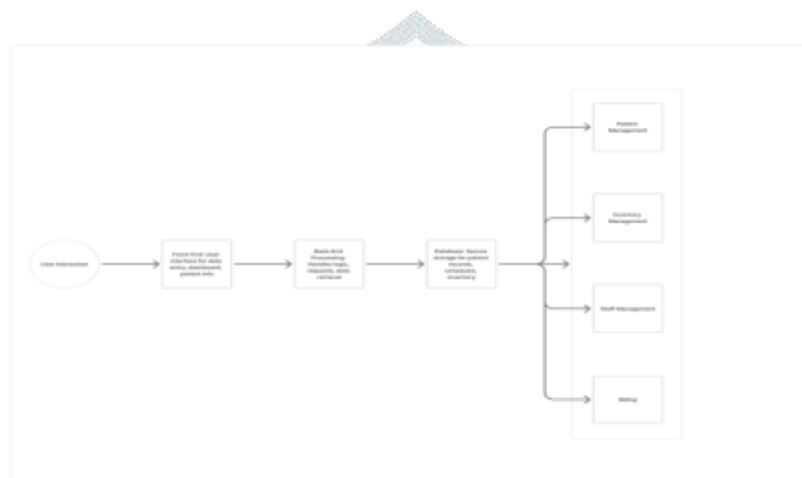 User Interaction
Front-End: User
interface for data
entry, dashboard,
patient info
Back-End
Processing:
Handles logic,
requests, data
retrieval
Database: Secure
storage for patient
records,
schedules,
inventory
Patient
Management
Inventory
Management
Staff Management
Billing